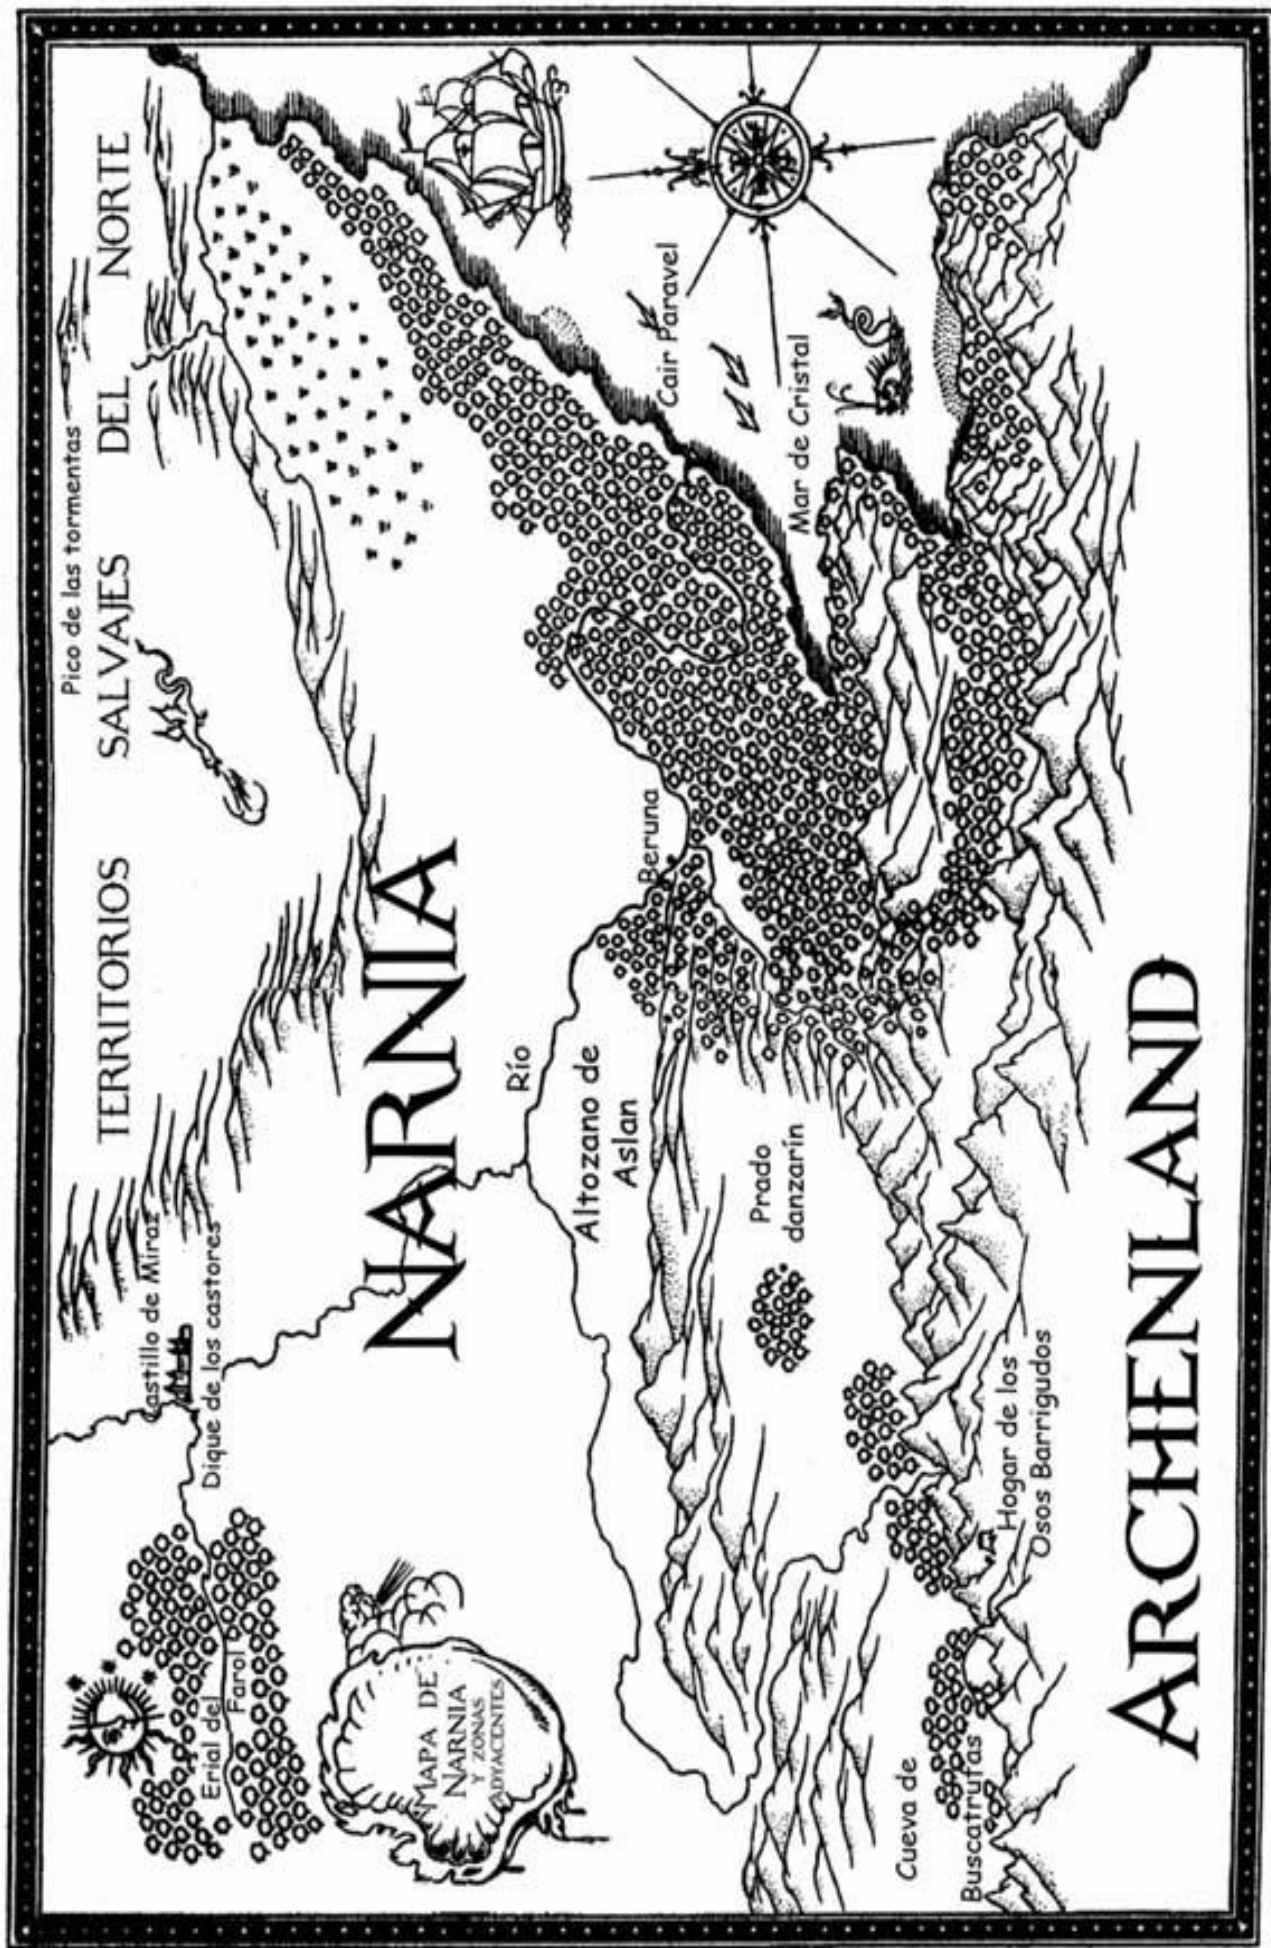 Pico de las tormentas
TERRITORIOS SALVAJES DEL NORTE
Castillo de Miraz
Dique de los castores
Erial del
Farol
MAPA DE
NARNIA
Y ZONAS
ADYACENTES
NARNIA
Río
Beruna
Altozano de
Aslan
Cair Paravel
Prado
danzarín
Mar de Cristal
Cueva de
Buscatrufas
Hogar de los
Osos Barrigudos
ARCHENLAND